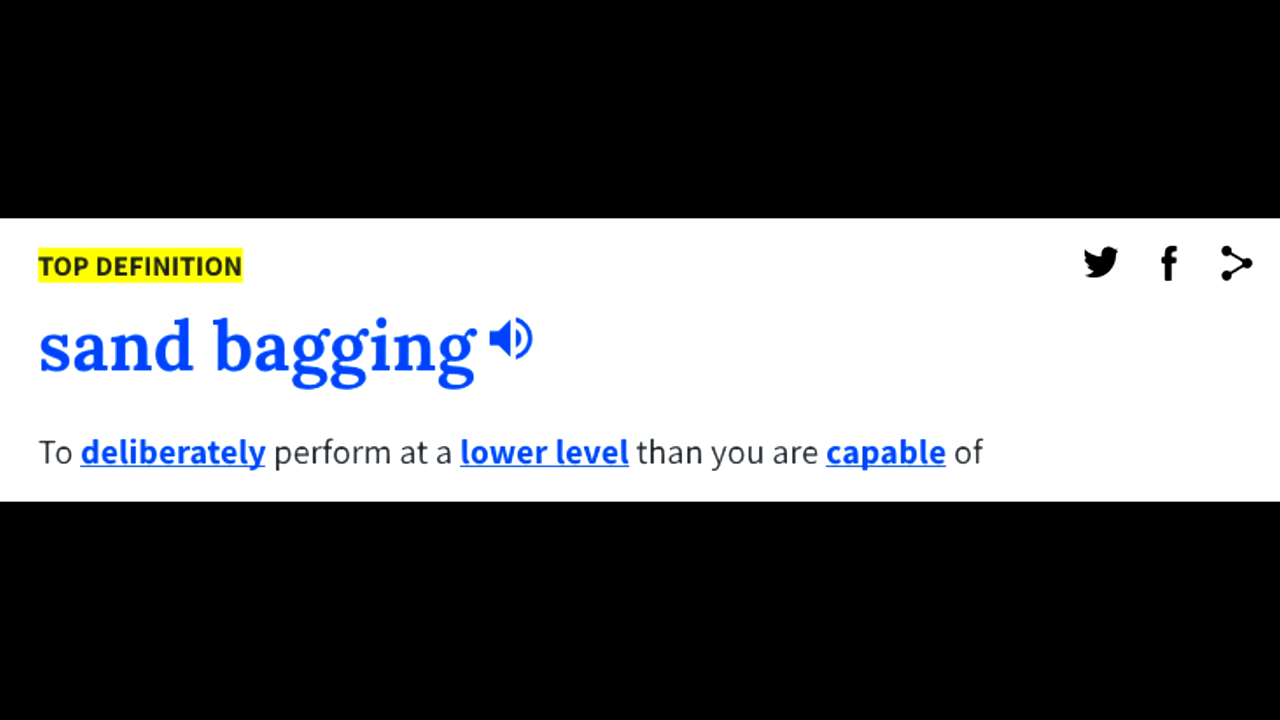 TOP DEFINITION
sand bagging
To deliberately perform at a lower level than you are capable of